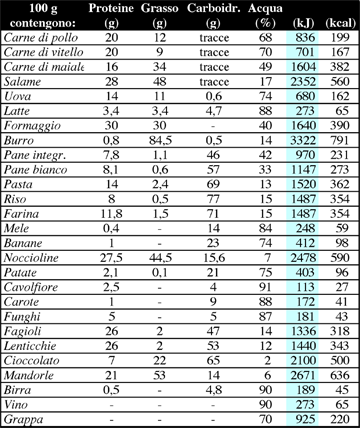 100 g Proteine Grasso Carboidr. Acqua
contengono: (g) (g) (g) (%) (kJ) (kcal)
Carne di pollo 20 12 tracce 68 836 199
Carne di vitello 20 9 tracce 70 701 167
Carne di maiale 16 34 tracce 49 1604 382
Salame 28 48 tracce 17 2352 560
Uova 14 11 0,6 74 680 162
Latte 3,4 3,4 4,7 88 273 65
Formaggio 30 30 - 40 1640 390
Burro 0,8 84,5 0,5 14 3322 791
Pane integr. 7,8 1,1 46 42 970 231
Pane bianco 8,1 0,6 57 33 1147 273
Pasta 14 2,4 69 13 1520 362
Riso 8 0,5 77 15 1487 354
Farina 11,8 1,5 71 15 1487 354
Mele 0,4 - 14 84 248 59
Banane 1 - 23 74 412 98
Noccioline 27,5 44,5 15,6 7 2478 590
Patate 2,1 0,1 21 75 403 96
Cavolfiore 2,5 - 4 91 113 27
Carote 1 - 9 88 172 41
Funghi 5 - 5 87 181 43
Fagioli 26 2 47 14 1336 318
Lenticchie 26 2 53 12 1440 343
Cioccolato 7 22 65 2 2100 500
Mandorle 21 53 14 6 2671 636
Birra 0,5 - 4,8 90 189 45
Vino - - - 90 273 65
Grappa - - - 70 925 220